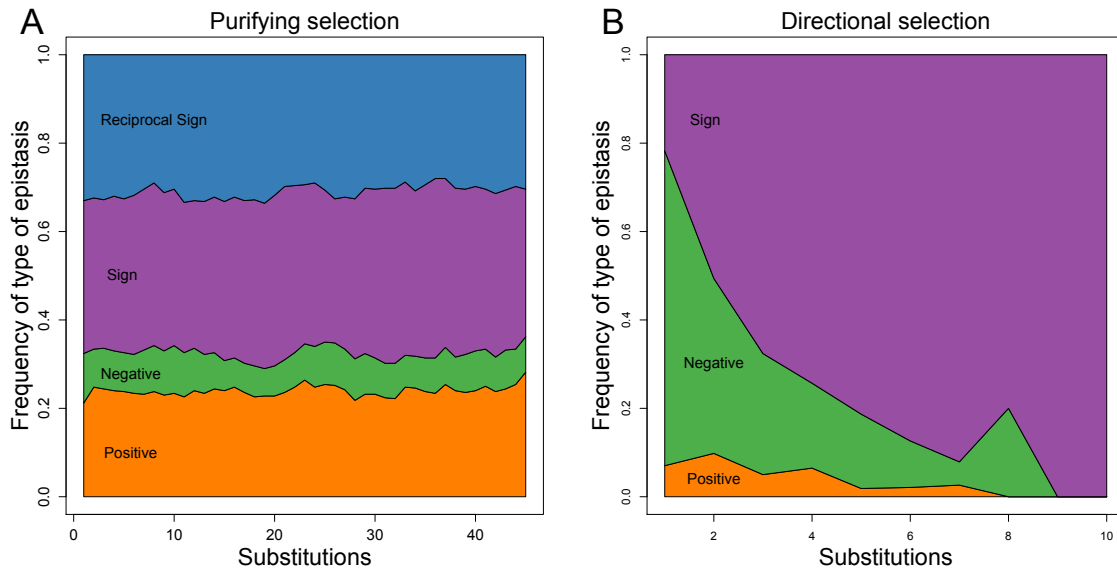 A
Purifying selection
Frequency of type of epistasis
1.0
0.8
0.6
0.4
0.2
0.0
Reciprocal Sign
Sign
Negative
Positive
0 10 20 30 40
Substitutions
B
Directional selection
Frequency of type of epistasis
1.0
0.8
0.6
0.4
0.2
0.0
Sign
Negative
Positive
2 4 6 8 10
Substitutions